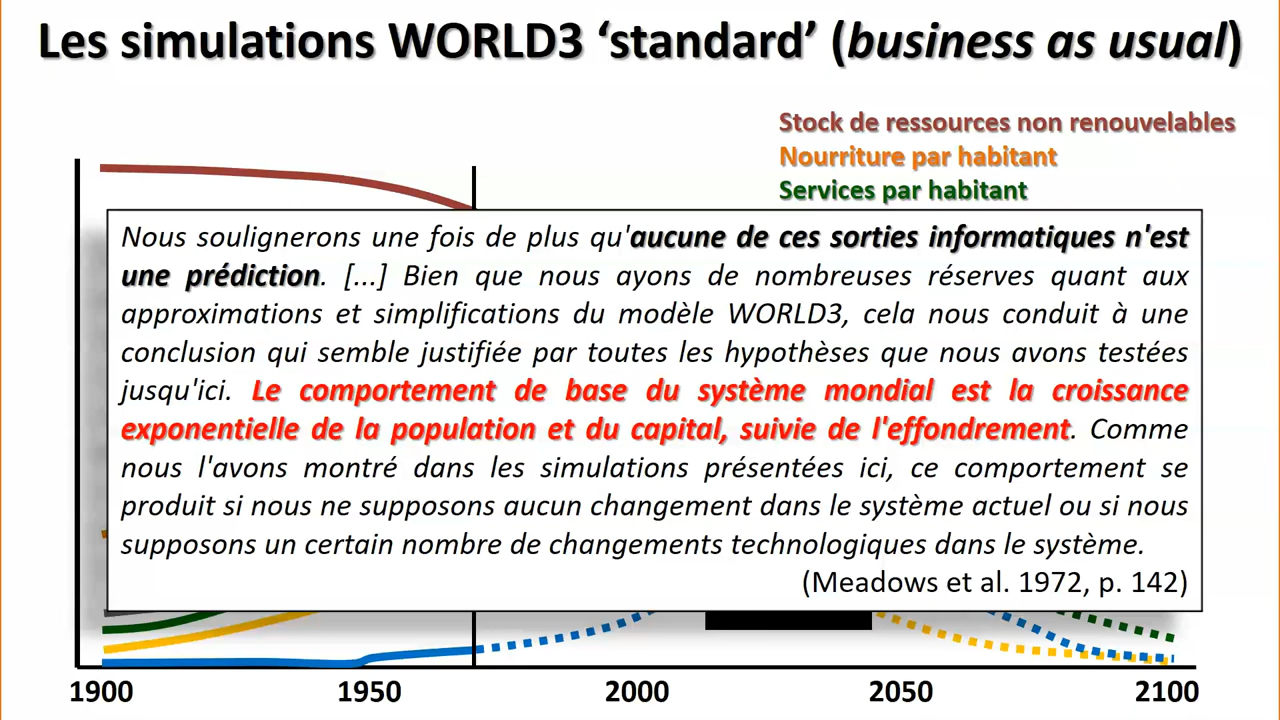 Les simulations WORLD3 ‘standard’ (business as usual)
Stock de ressources non renouvelables
Nourriture par habitant
Services par habitant
Nous soulignerons une fois de plus qu'aucune de ces sorties informatiques n'est
une prédiction. [...] Bien que nous ayons de nombreuses réserves quant aux
approximations et simplifications du modèle WORLD3, cela nous conduit à une
conclusion qui semble justifiée par toutes les hypothèses que nous avons testées
jusqu'ici. Le comportement de base du système mondial est la croissance
exponentielle de la population et du capital, suivie de l'effondrement. Comme
nous l'avons montré dans les simulations présentées ici, ce comportement se
produit si nous ne supposons aucun changement dans le système actuel ou si nous
supposons un certain nombre de changements technologiques dans le système.
(Meadows et al. 1972, p. 142)
1900 1950 2000 2050 2100